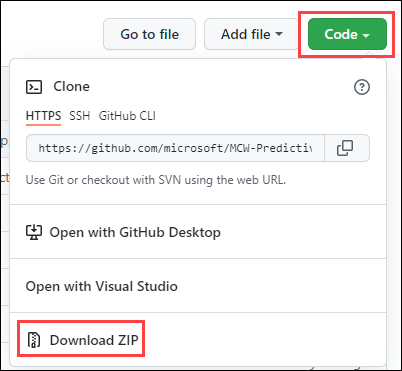 Go to file
Add file
Code
Clone
HTTPS SSH GitHub CLI
https://github.com/microsoft/MCW-Predictiv
Use Git or checkout with SVN using the web URL.
Open with GitHub Desktop
Open with Visual Studio
Download ZIP